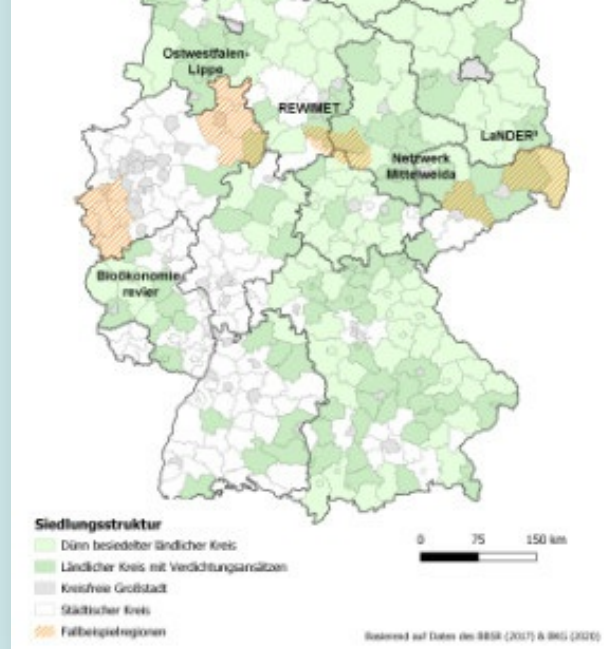 Ostwestfalen-
Lippe
REWIMET
LaNDER³
Netzwerk
Mittelweida
Bioökonomie-
revier
Siedlungsstruktur
Dünn besiedelter ländlicher Kreis
Ländlicher Kreis mit Verdichtungsansätzen
Kreisfreie Großstadt
Städtischer Kreis
Fallbeispielregionen
0 75 150 km
Basierend auf Daten des BBSR (2017) & BKG (2020)